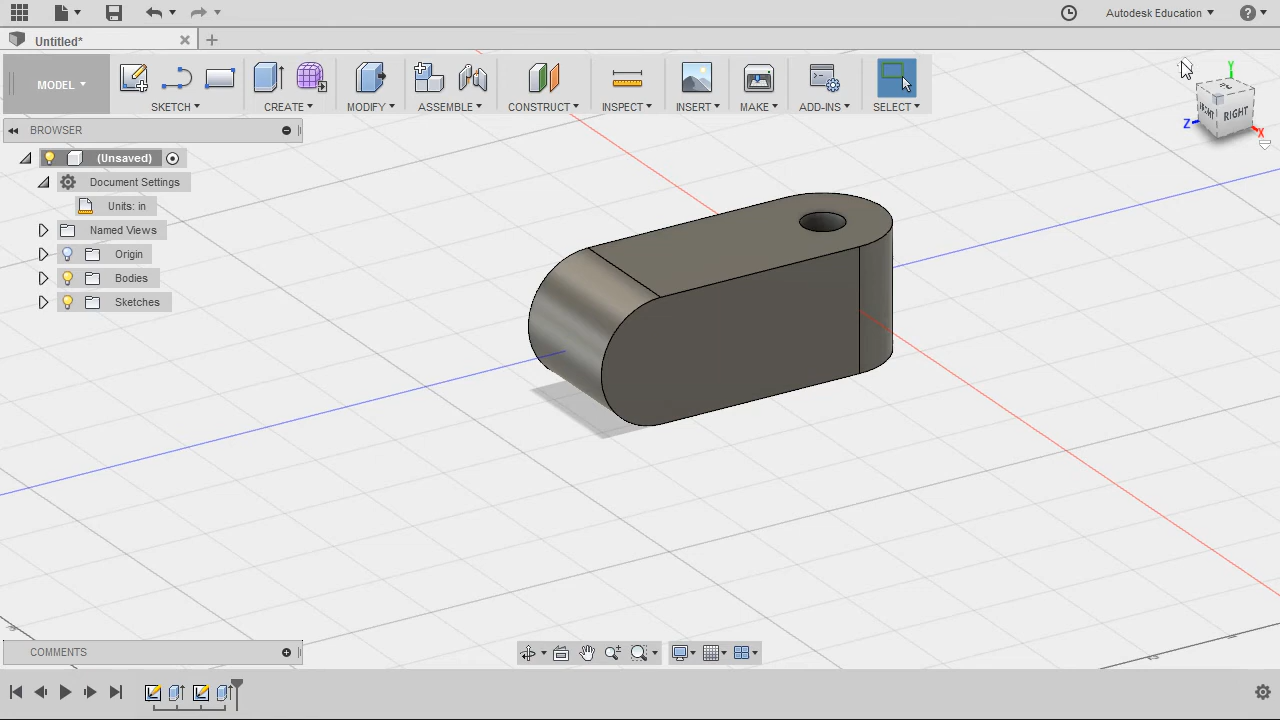 Autodesk Education
Untitled*
MODEL
SKETCH
CREATE
MODIFY
ASSEMBLE
CONSTRUCT
INSPECT
INSERT
MAKE
ADD-INS
SELECT
Y
Z
X
RIGHT
BROWSER
(Unsaved)
Document Settings
Units: in
Named Views
Origin
Bodies
Sketches
COMMENTS